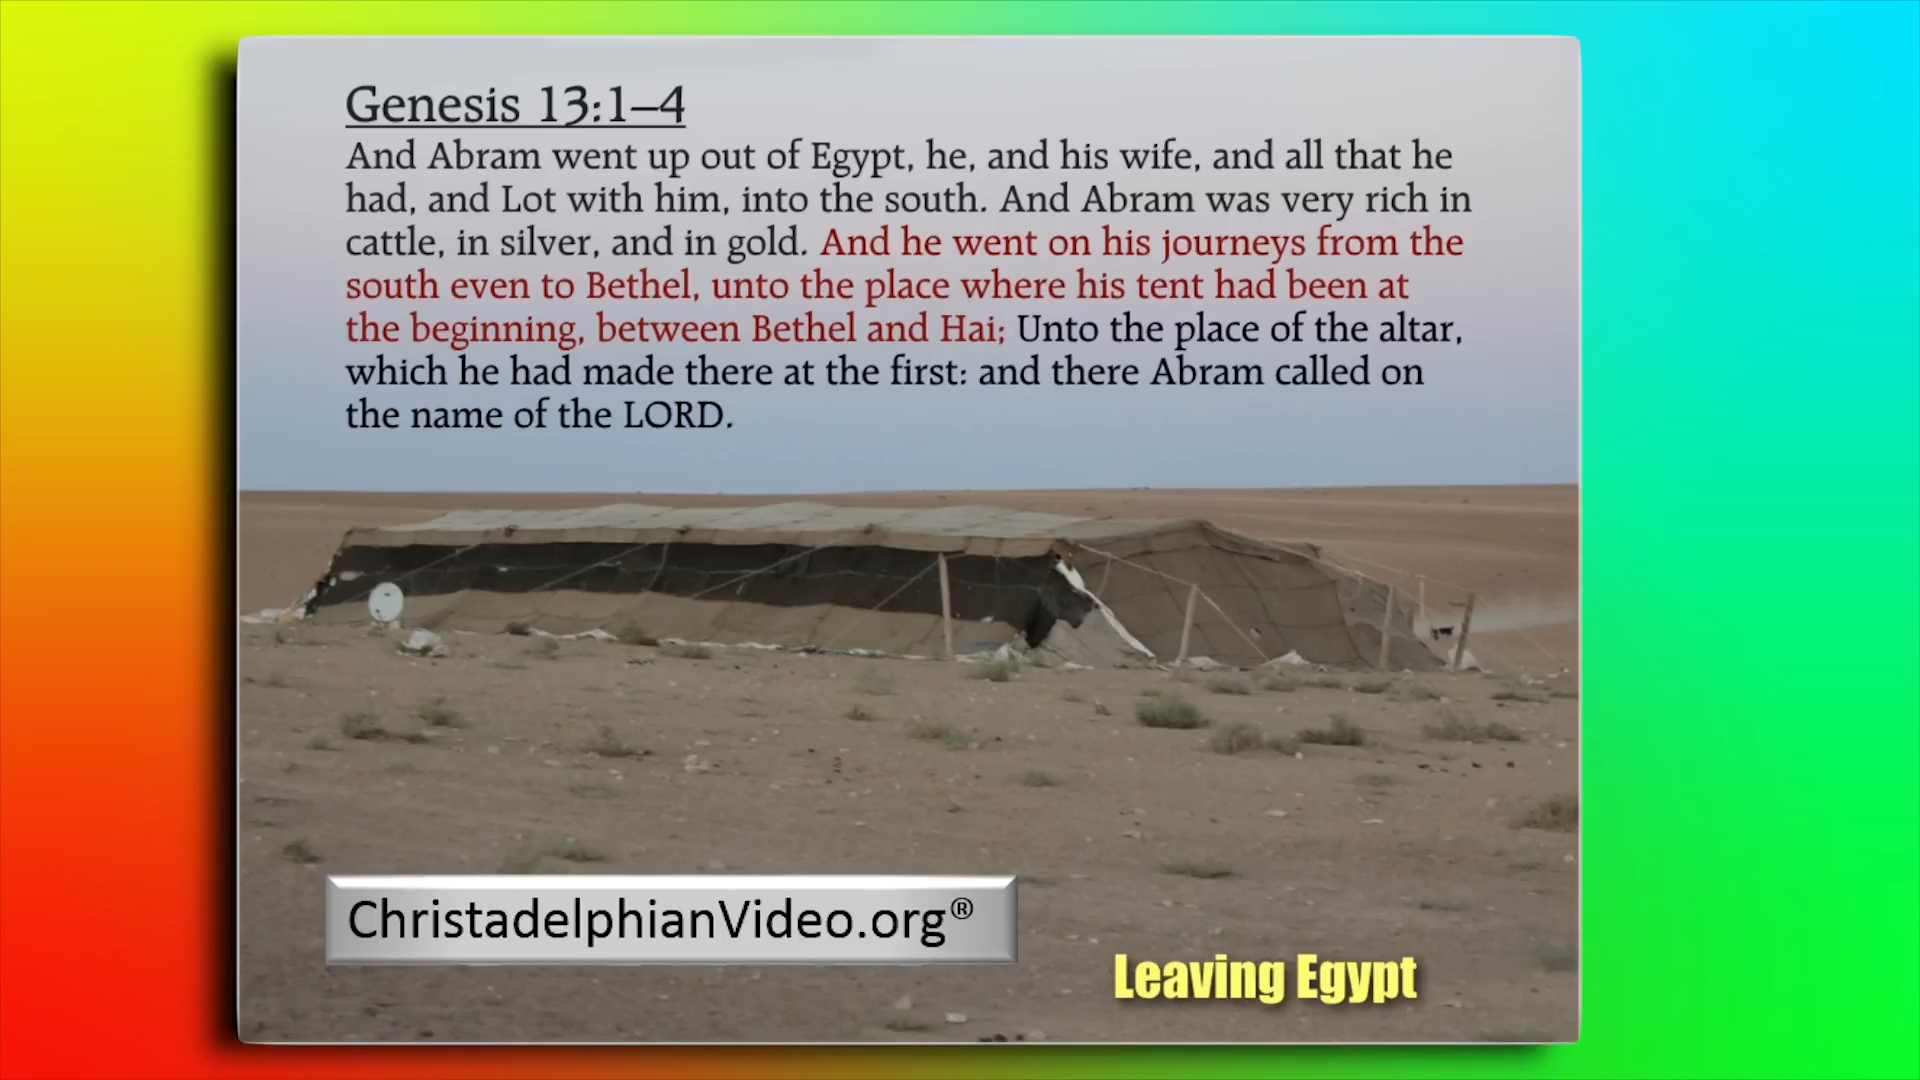 Genesis 13:1–4
And Abram went up out of Egypt, he, and his wife, and all that he
had, and Lot with him, into the south. And Abram was very rich in
cattle, in silver, and in gold. And he went on his journeys from the
south even to Bethel, unto the place where his tent had been at
the beginning, between Bethel and Hai; Unto the place of the altar,
which he had made there at the first: and there Abram called on
the name of the LORD.
ChristadelphianVideo.org®
Leaving Egypt